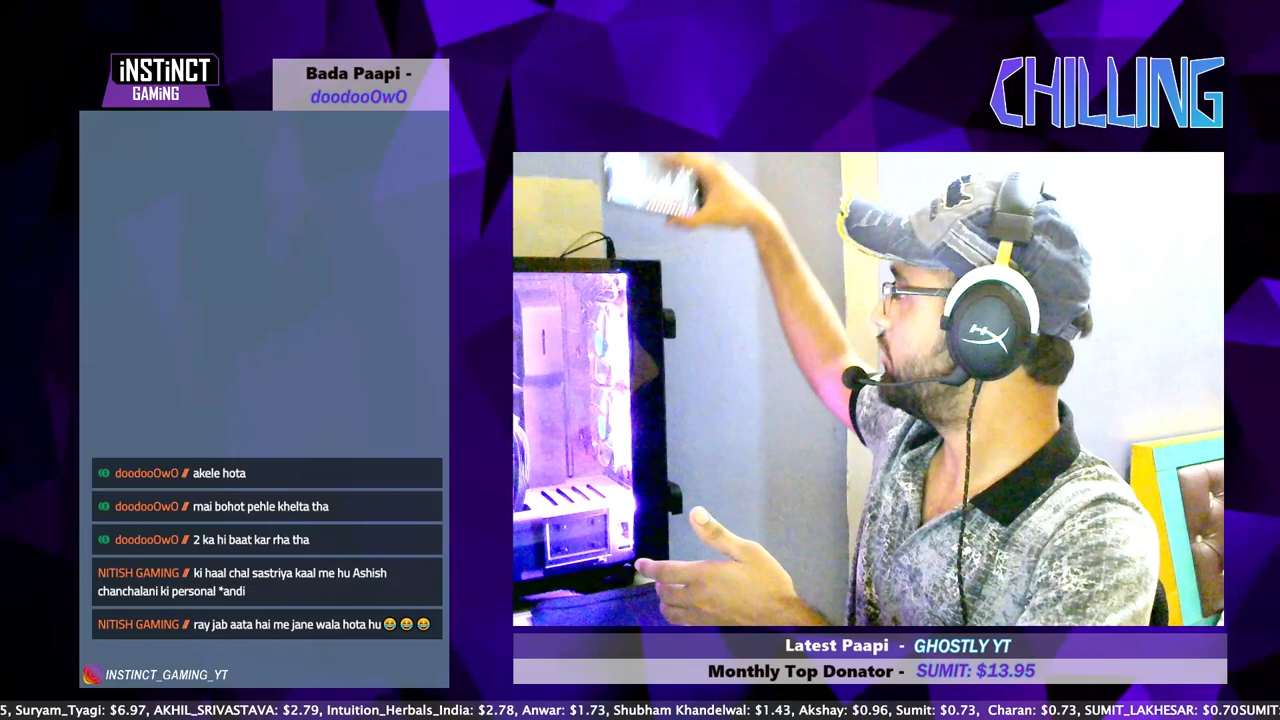 iNSTiNCT
GAMiNG
Bada Paapi -
doodooOwO
CHILLING
doodooOwO // akele hota
doodooOwO // mai bohot pehle khelta tha
doodooOwO // 2 ka hi baat kar rha tha
NITISH GAMING // ki haal chal sastriya kaal me hu Ashish
chanchalani ki personal *andi
NITISH GAMING // ray jab aata hai me jane wala hota hu😂 😂 😂
INSTINCT_GAMING_YT
Latest Paapi - GHOSTLY YT
Monthly Top Donator - SUMIT: $13.95
5, Suryam_Tyagi: $6.97, AKHIL_SRIVASTAVA: $2.79, Intuition_Herbals_India: $2.78, Anwar: $1.73, Shubham Khandelwal: $1.43, Akshay: $0.96, Sumit: $0.73, Charan: $0.73, SUMIT_LAKHESAR: $0.70SUMIT: